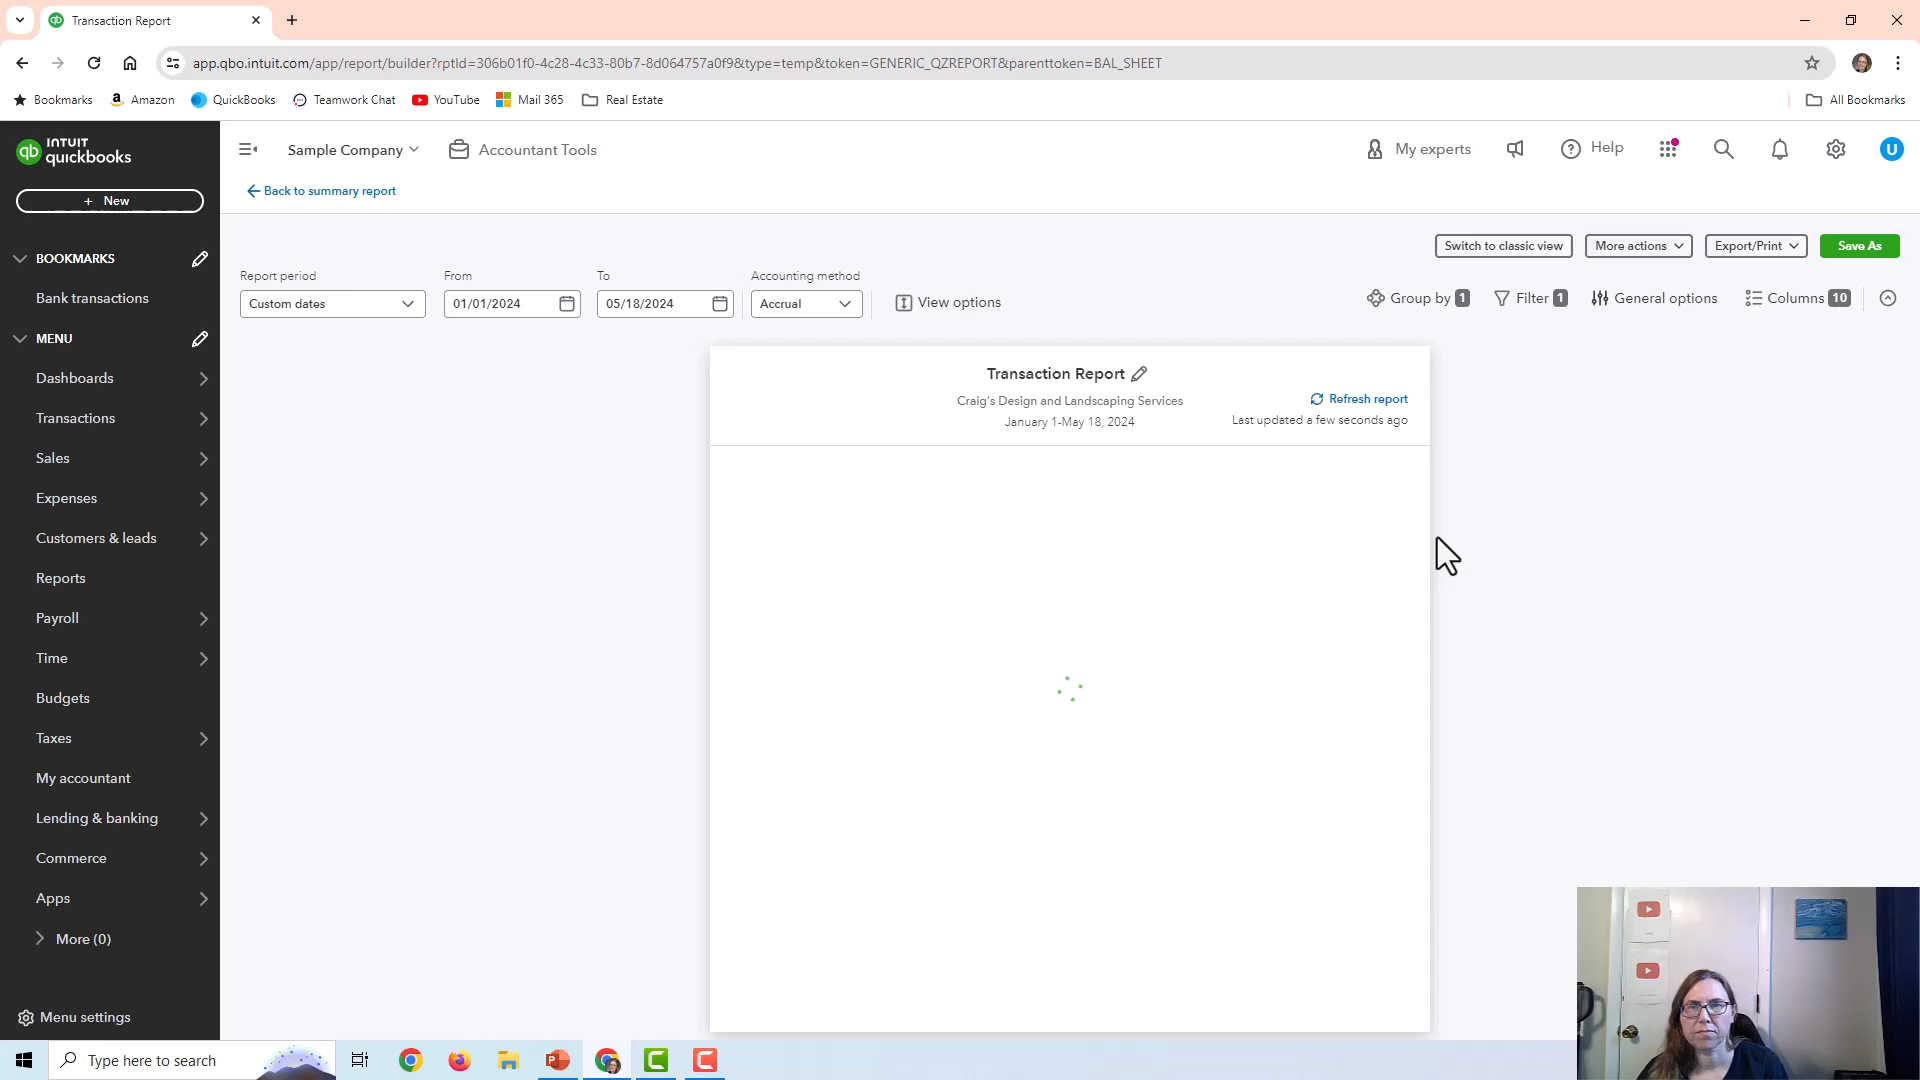 Transaction Report
app.qbo.intuit.com/app/report/builder?rptId=306b01f0-4c28-4c33-80b7-8d064757a0f9&type=temp&token=GENERIC_QZREPORT&parenttoken=BAL_SHEET
Bookmarks Amazon QuickBooks Teamwork Chat YouTube Mail 365 Real Estate All Bookmarks
INTUIT
quickbooks
qb
Sample Company Accountant Tools My experts Help U
Back to summary report
+ New
Switch to classic view More actions Export/Print Save As
BOOKMARKS
Bank transactions
MENU
Dashboards
Transactions
Sales
Expenses
Customers & leads
Reports
Payroll
Time
Budgets
Taxes
My accountant
Lending & banking
Commerce
Apps
More (0)
Menu settings
Report period From To Accounting method
Custom dates 01/01/2024 05/18/2024 Accrual View options
Group by 1 Filter 1 General options Columns 10
Transaction Report
Craig's Design and Landscaping Services
January 1-May 18, 2024
Refresh report
Last updated a few seconds ago
Type here to search